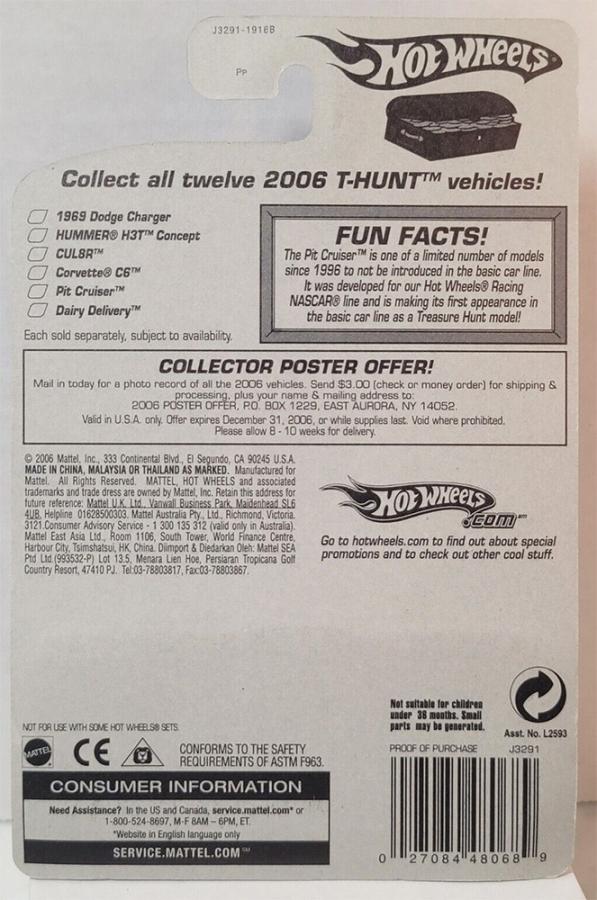 J3291-1916B
Pp
HOT WHEELS
Collect all twelve 2006 T-HUNT™ vehicles!
1969 Dodge Charger
HUMMER® H3T™ Concept
CUL8R™
Corvette® C6™
Pit Cruiser™
Dairy Delivery™
Each sold separately, subject to availability.
FUN FACTS!
The Pit Cruiser™ is one of a limited number of models
since 1996 to not be introduced in the basic car line.
It was developed for our Hot Wheels® Racing
NASCAR® line and is making its first appearance in
the basic car line as a Treasure Hunt model!
COLLECTOR POSTER OFFER!
Mail in today for a photo record of all the 2006 vehicles. Send $3.00 (check or money order) for shipping &
processing, plus your name & mailing address to:
2006 POSTER OFFER, P.O. BOX 1229, EAST AURORA, NY 14052.
Valid in U.S.A. only. Offer expires December 31, 2006, or while supplies last. Void where prohibited.
Please allow 8 - 10 weeks for delivery.
© 2006 Mattel, Inc., 333 Continental Blvd., El Segundo, CA 90245 U.S.A.
MADE IN CHINA, MALAYSIA OR THAILAND AS MARKED. Manufactured for
Mattel. All Rights Reserved. MATTEL, HOT WHEELS and associated
trademarks and trade dress are owned by Mattel, Inc. Retain this address for
future reference: Mattel U.K. Ltd., Vanwall Business Park, Maidenhead SL6
4UB. Helpline 01628500303. Mattel Australia Pty., Ltd., Richmond, Victoria.
3121.Consumer Advisory Service - 1 300 135 312 (valid only in Australia).
Mattel East Asia Ltd., Room 1106, South Tower, World Finance Centre,
Harbour City, Tsimshatsui, HK, China. Diimport & Diedarkan Oleh: Mattel SEA
Ptd Ltd.(993532-P) Lot 13.5, Menara Lien Hoe, Persiaran Tropicana Golf
Country Resort, 47410 PJ. Tel:03-78803817, Fax:03-78803867.
HOT WHEELS
.com℠
Go to hotwheels.com to find out about special
promotions and to check out other cool stuff.
Not suitable for children
under 36 months. Small
parts may be generated.
Asst. No. L2593
NOT FOR USE WITH SOME HOT WHEELS® SETS.
MATTEL
CE
CONFORMS TO THE SAFETY
REQUIREMENTS OF ASTM F963.
PROOF OF PURCHASE J3291
CONSUMER INFORMATION
Need Assistance? In the US and Canada, service.mattel.com* or
1-800-524-8697, M-F 8AM – 6PM, ET.
*Website in English language only
SERVICE.MATTEL.COM℠
0 27084 48068 9